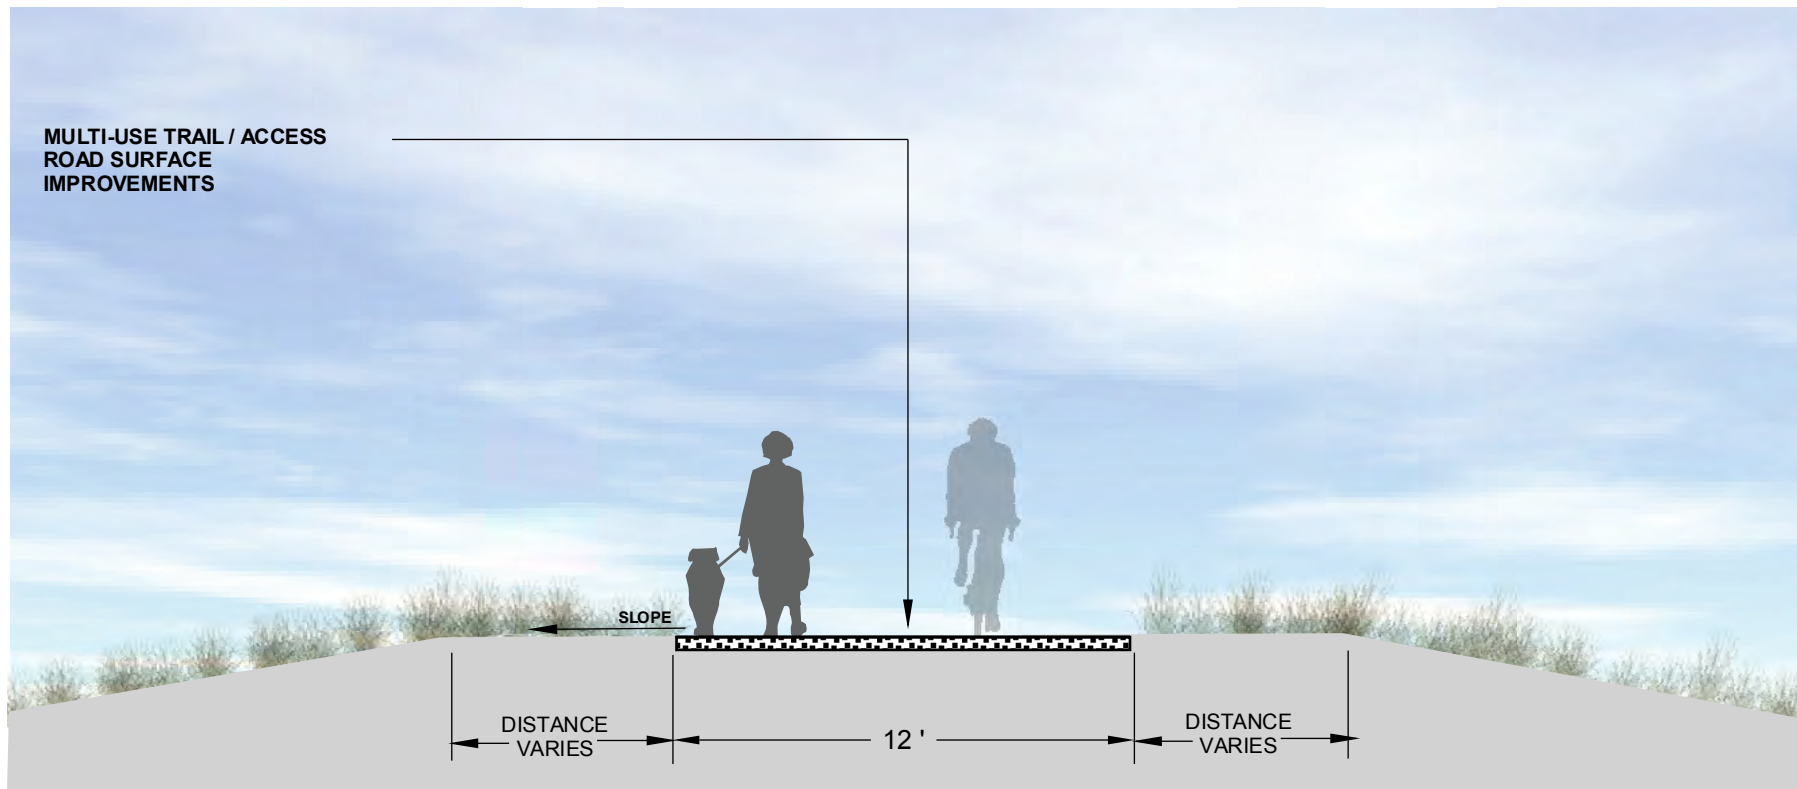 MULTI-USE TRAIL / ACCESS
ROAD SURFACE
IMPROVEMENTS
SLOPE
DISTANCE
VARIES
12 '
DISTANCE
VARIES